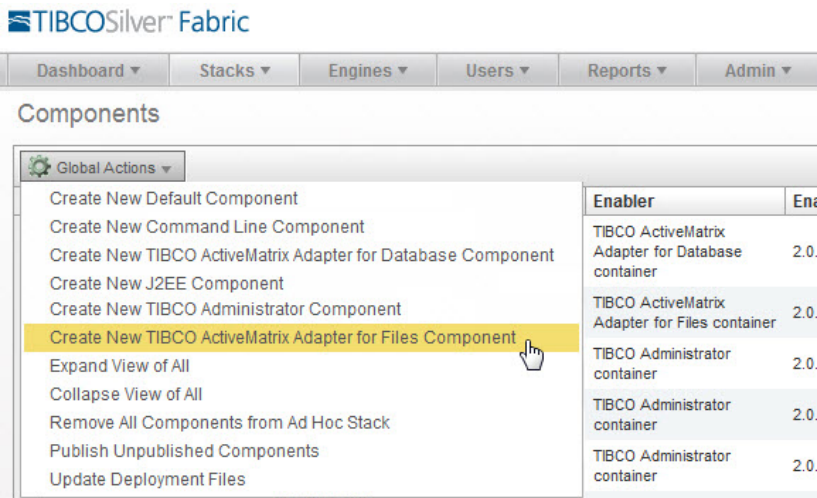 TIBCO Silver™ Fabric
Dashboard ▾ Stacks ▾ Engines ▾ Users ▾ Reports ▾ Admin ▾
Components
Global Actions ▾
Create New Default Component
Create New Command Line Component
Create New TIBCO ActiveMatrix Adapter for Database Component
Create New J2EE Component
Create New TIBCO Administrator Component
Create New TIBCO ActiveMatrix Adapter for Files Component
Expand View of All
Collapse View of All
Remove All Components from Ad Hoc Stack
Publish Unpublished Components
Update Deployment Files
Enabler Ena
TIBCO ActiveMatrix
Adapter for Database
container
2.0.
TIBCO ActiveMatrix
Adapter for Files container
2.0.
TIBCO Administrator
container
2.0.
TIBCO Administrator
container
2.0.
TIBCO Administrator
container
2.0.